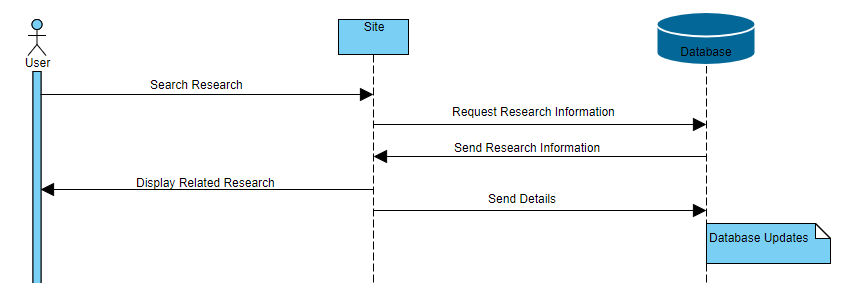 Site
Database
User
Search Research
Request Research Information
Send Research Information
Display Related Research
Send Details
Database Updates